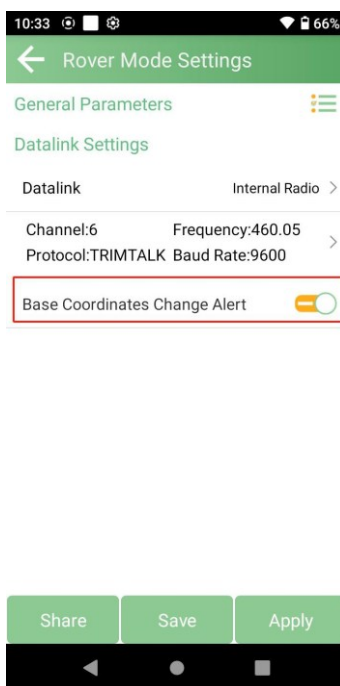 10:33 66%
Rover Mode Settings
General Parameters
Datalink Settings
Datalink Internal Radio >
Channel:6 Frequency:460.05
Protocol:TRIMTALK Baud Rate:9600
Base Coordinates Change Alert
Share Save Apply